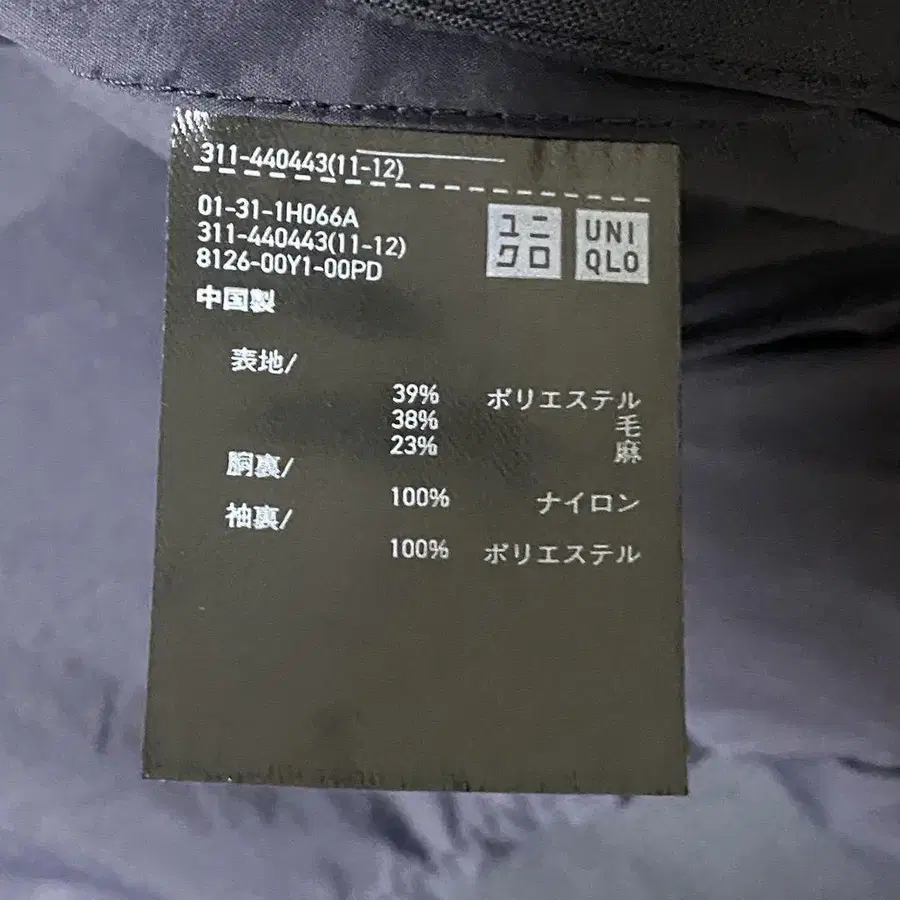 311-440443(11-12)
01-31-1H066A
311-440443(11-12)
8126-00Y1-00PD
中国製
ユニ
クロ
UNI
QLO
表地/
39% ポリエステル
38% 毛
23% 麻
胴裏/
100% ナイロン
袖裏/
100% ポリエステル